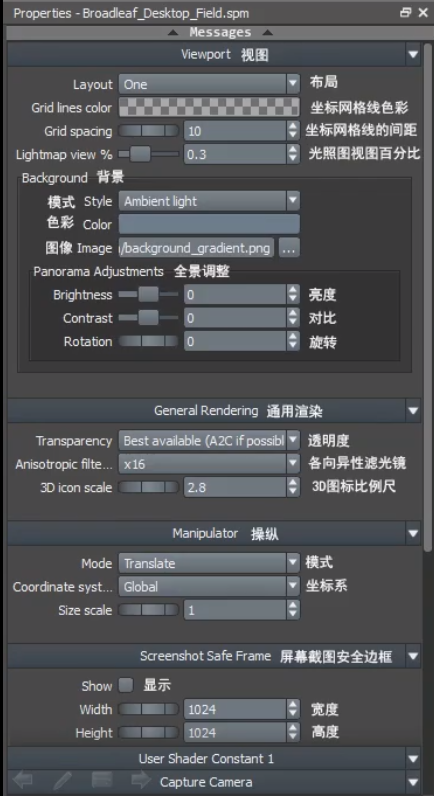 Properties - Broadleaf_Desktop_Field.spm
Messages
Viewport 视图
Layout One 布局
Grid lines color 坐标网格线色彩
Grid spacing 10 坐标网格线的间距
Lightmap view % 0.3 光照图视图百分比
Background 背景
模式 Style Ambient light
色彩 Color
图像 Image /background_gradient.png ...
Panorama Adjustments 全景调整
Brightness 0 亮度
Contrast 0 对比
Rotation 0 旋转
General Rendering 通用渲染
Transparency Best available (A2C if possibl 透明度
Anisotropic filte... x16 各向异性滤光镜
3D icon scale 2.8 3D图标比例尺
Manipulator 操纵
Mode Translate 模式
Coordinate syst... Global 坐标系
Size scale 1
Screenshot Safe Frame 屏幕截图安全边框
Show 显示
Width 1024 宽度
Height 1024 高度
User Shader Constant 1
Capture Camera